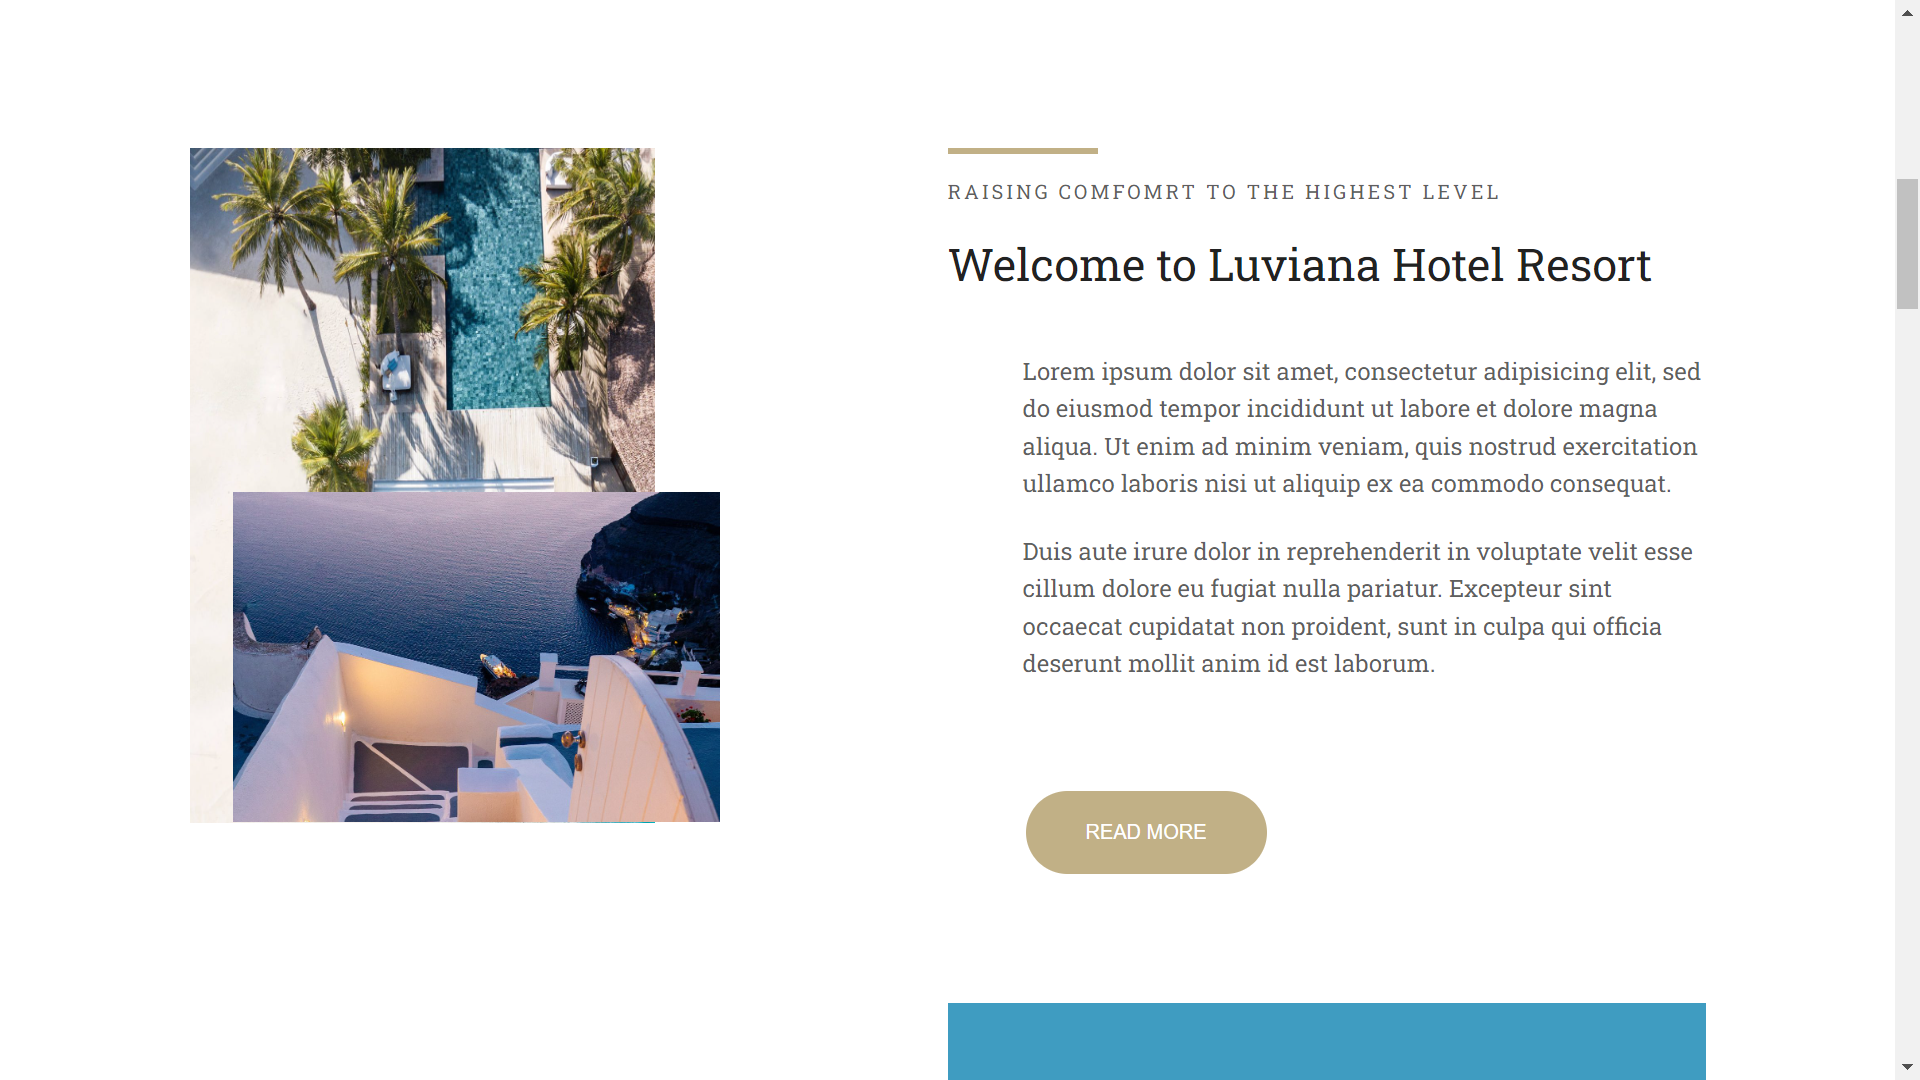 RAISING COMFOMRT TO THE HIGHEST LEVEL
Welcome to Luviana Hotel Resort
Lorem ipsum dolor sit amet, consectetur adipisicing elit, sed
do eiusmod tempor incididunt ut labore et dolore magna
aliqua. Ut enim ad minim veniam, quis nostrud exercitation
ullamco laboris nisi ut aliquip ex ea commodo consequat.
Duis aute irure dolor in reprehenderit in voluptate velit esse
cillum dolore eu fugiat nulla pariatur. Excepteur sint
occaecat cupidatat non proident, sunt in culpa qui officia
deserunt mollit anim id est laborum.
READ MORE